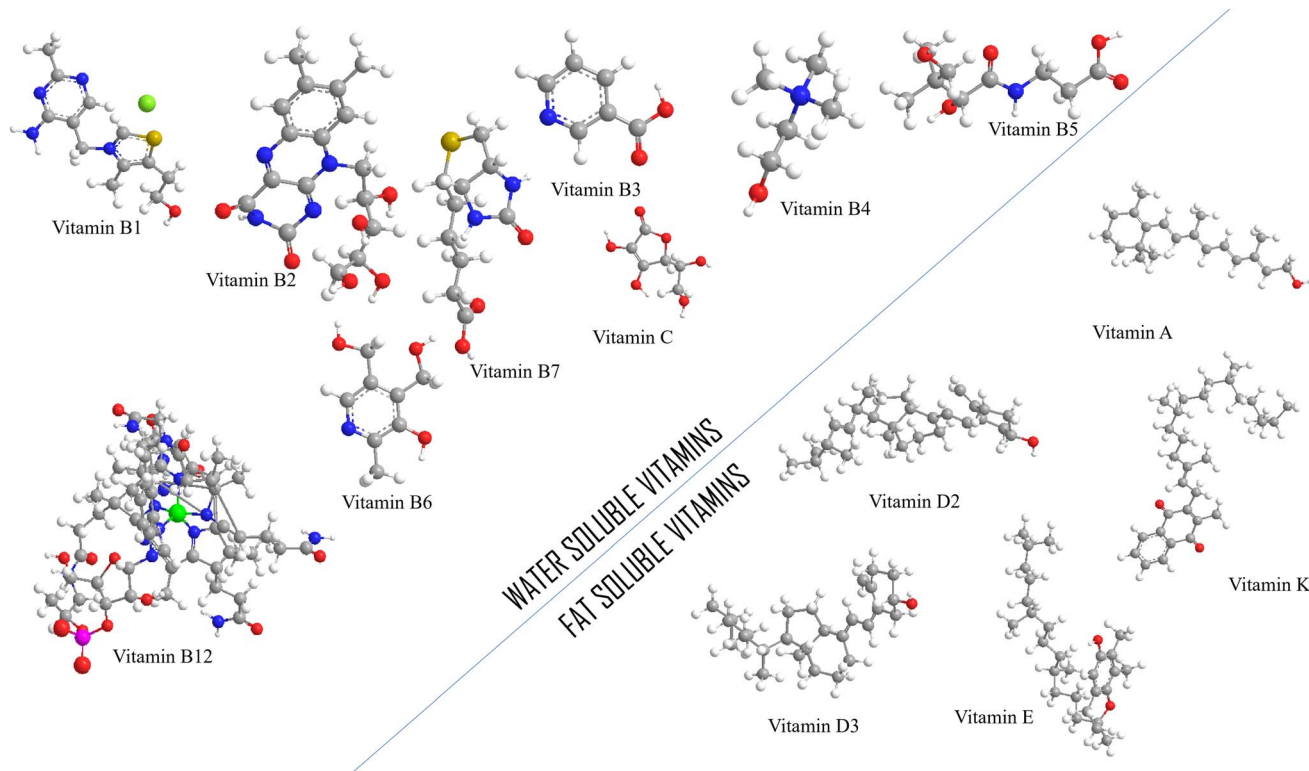 Vitamin B1
Vitamin B2
Vitamin B3
Vitamin B4
Vitamin B5
Vitamin C
Vitamin B7
Vitamin B6
Vitamin B12
WATER SOLUBLE VITAMINS
FAT SOLUBLE VITAMINS
Vitamin A
Vitamin D2
Vitamin K
Vitamin D3
Vitamin E